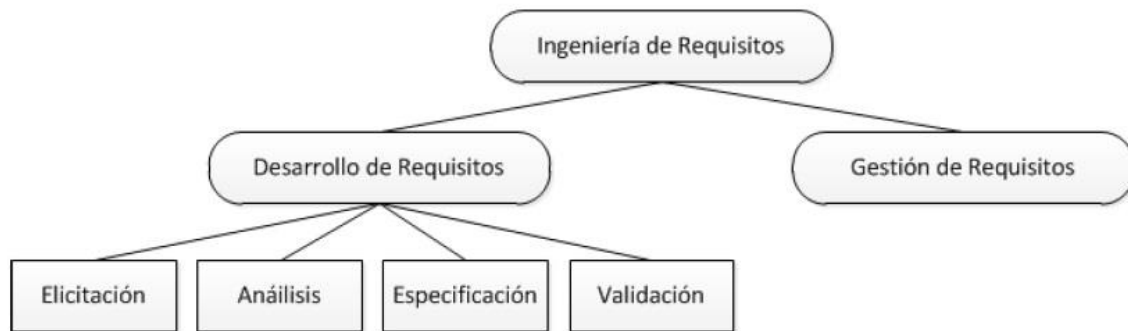 Ingeniería de Requisitos
Desarrollo de Requisitos
Gestión de Requisitos
Elicitación
Anáilisis
Especificación
Validación